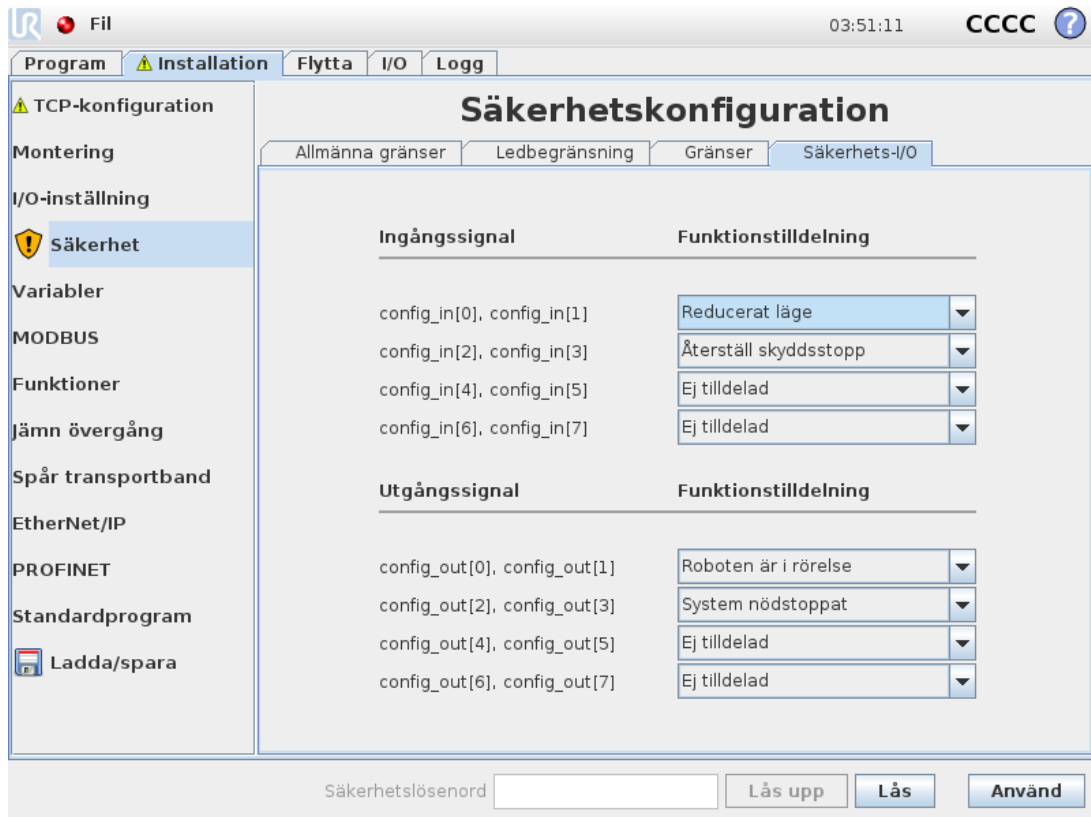 UR Fil 03:51:11 CCCC ?
Program Installation Flytta I/O Logg
TCP-konfiguration
Montering
I/O-inställning
Säkerhet
Variabler
MODBUS
Funktioner
Jämn övergång
Spår transportband
EtherNet/IP
PROFINET
Standardprogram
Ladda/spara
Säkerhetskonfiguration
Allmänna gränser Ledbegränsning Gränser Säkerhets-I/O
Ingångssignal Funktionstilldelning
config_in[0], config_in[1] Reducerat läge
config_in[2], config_in[3] Återställ skyddsstopp
config_in[4], config_in[5] Ej tilldelad
config_in[6], config_in[7] Ej tilldelad
Utgångssignal Funktionstilldelning
config_out[0], config_out[1] Roboten är i rörelse
config_out[2], config_out[3] System nödstoppat
config_out[4], config_out[5] Ej tilldelad
config_out[6], config_out[7] Ej tilldelad
Säkerhetslösenord Lås upp Lås Använd